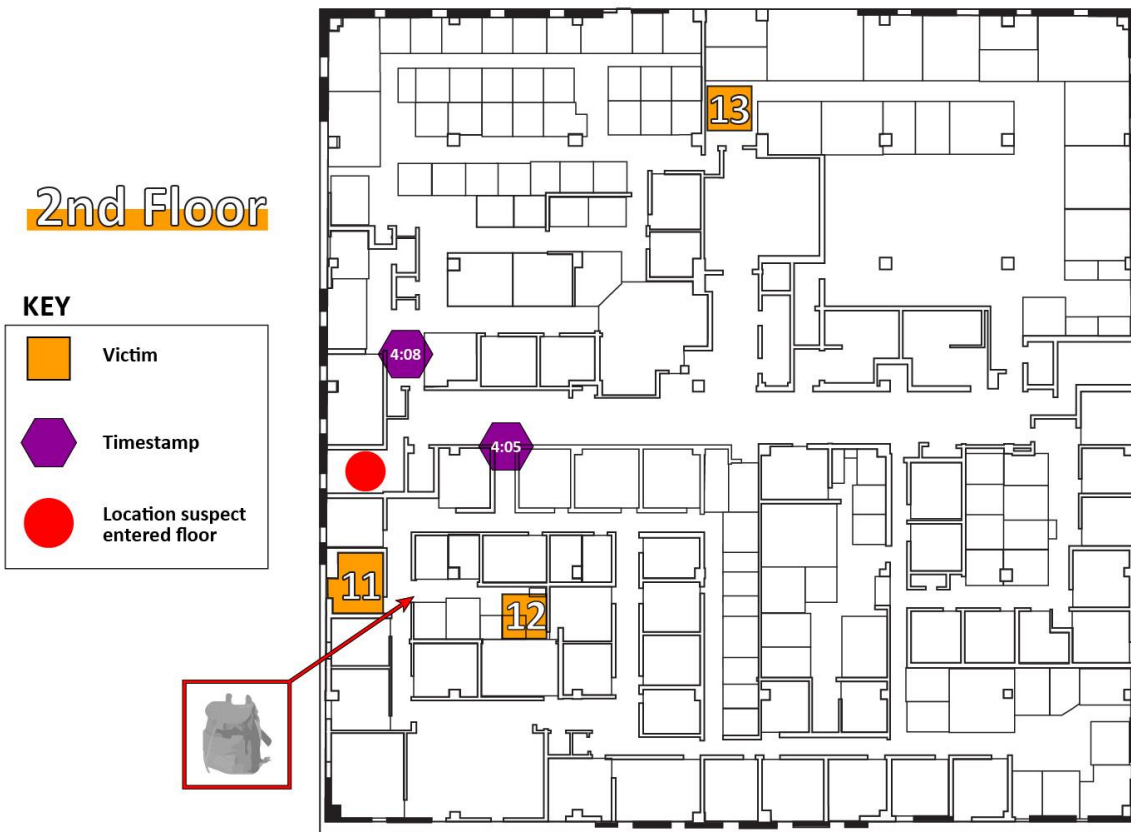 13
2nd Floor
KEY
Victim
4:08
Timestamp
4:05
Location suspect
entered floor
11
12